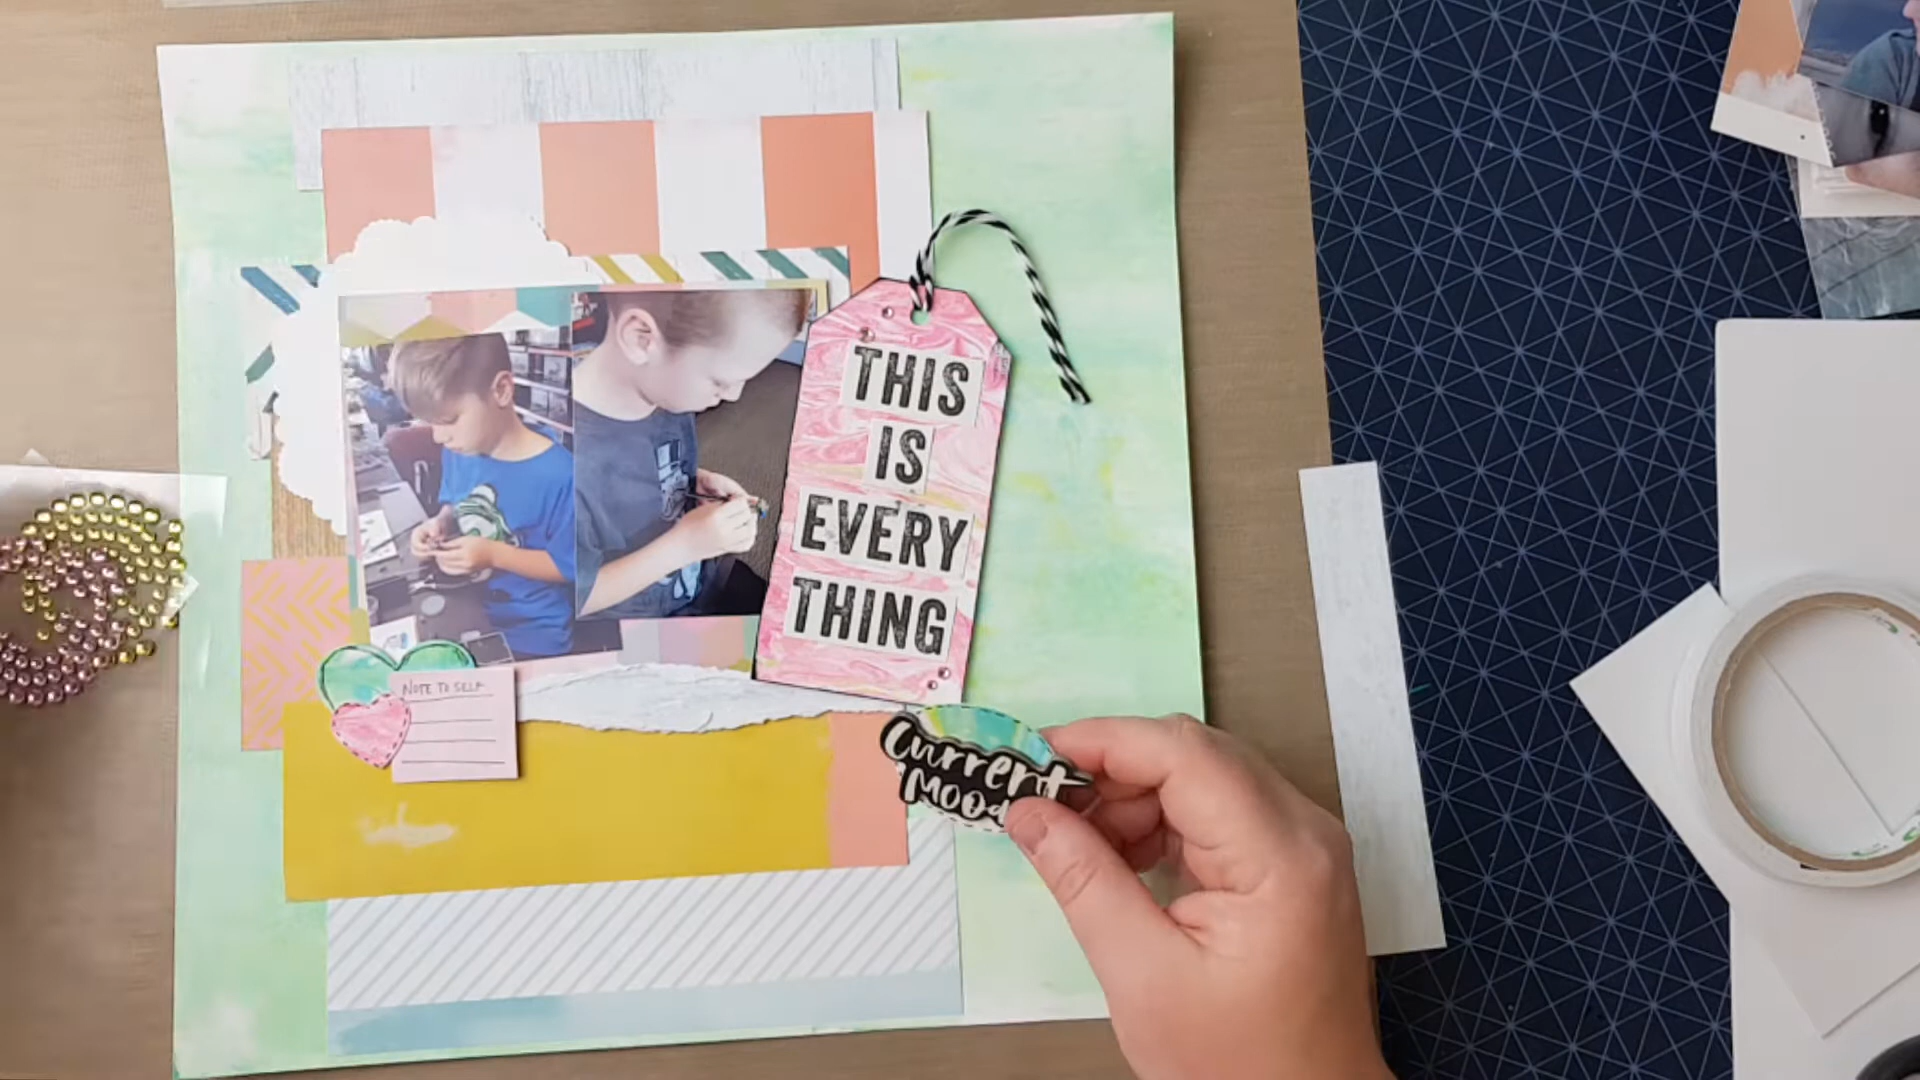 THIS
IS
EVERY
THING
NOTE TO SELF
Current
Mood